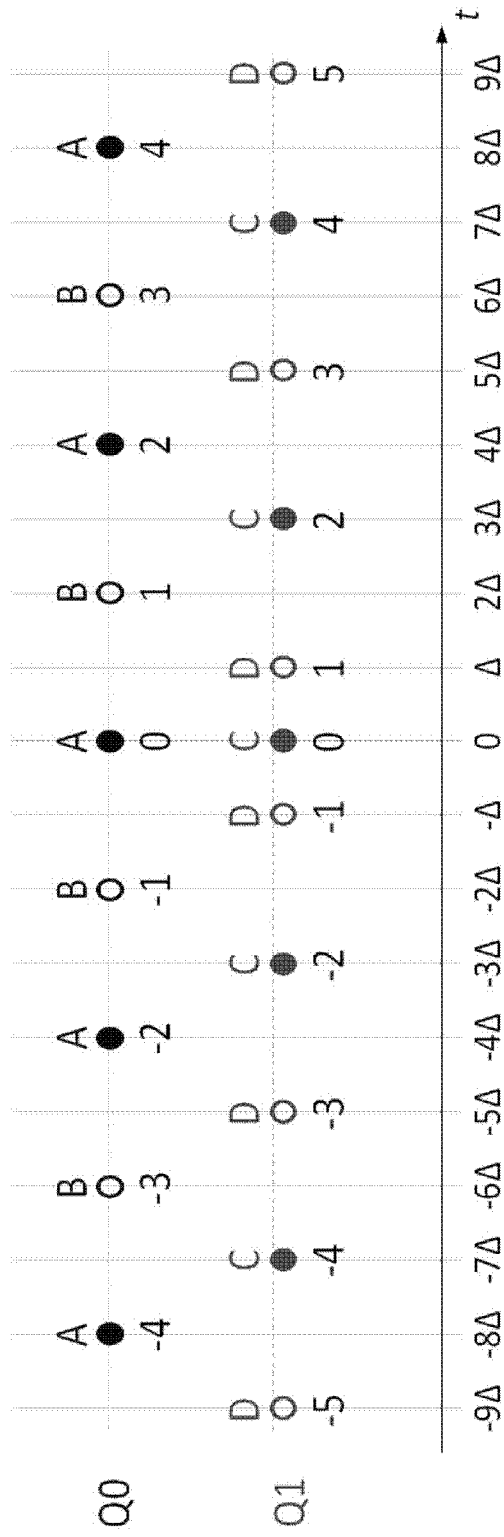 A B A B A B A B A
Q0 -4 -3 -2 -1 0 1 2 3 4
D C D C D C D C D C D
Q1 -5 -4 -3 -2 -1 0 1 2 3 4 5
t
-9Δ -8Δ -7Δ -6Δ -5Δ -4Δ -3Δ -2Δ -Δ 0 Δ 2Δ 3Δ 4Δ 5Δ 6Δ 7Δ 8Δ 9Δ